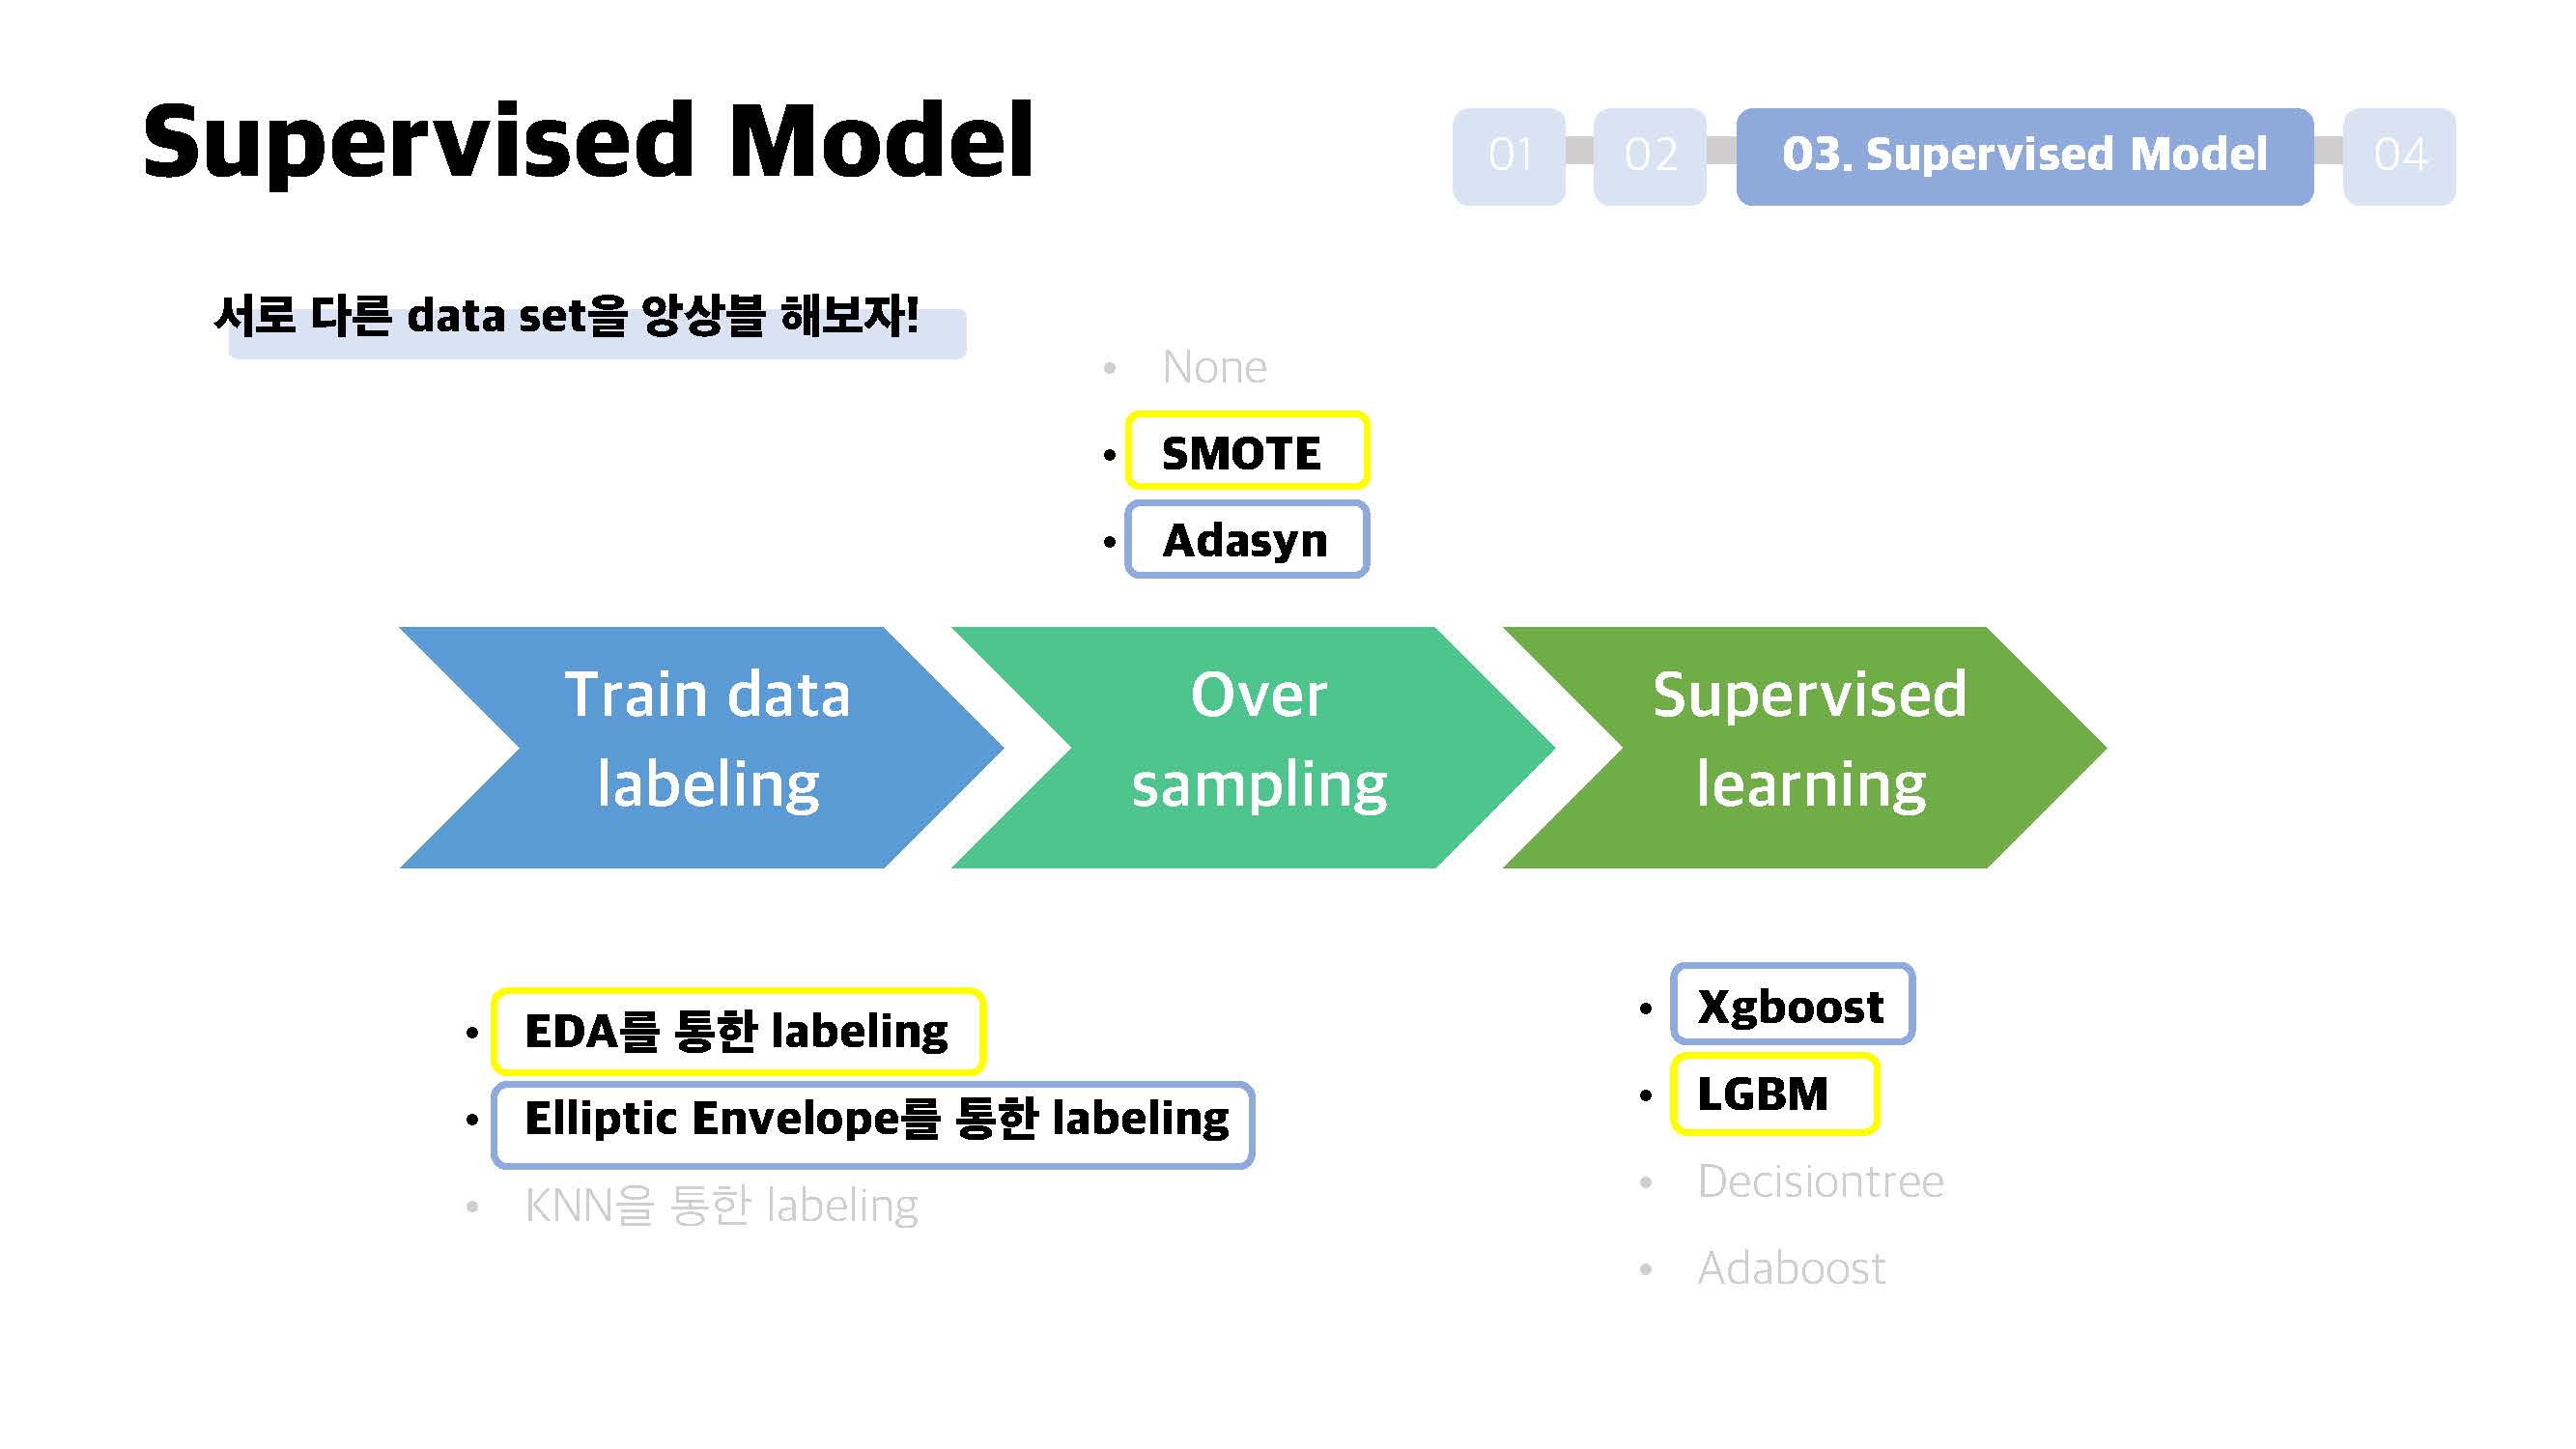 Supervised Model
01
02
03. Supervised Model
04
서로 다른 data set을 앙상블 해보자!
• None
• SMOTE
• Adasyn
Train data
labeling
Over
sampling
Supervised
learning
• EDA를 통한 labeling
• Elliptic Envelope를 통한 labeling
• KNN을 통한 labeling
• Xgboost
• LGBM
• Decisiontree
• Adaboost